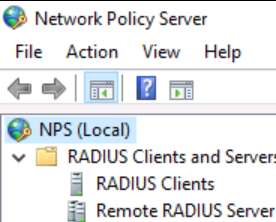 Network Policy Server
File Action View Help
NPS (Local)
RADIUS Clients and Servers
RADIUS Clients
Remote RADIUS Server